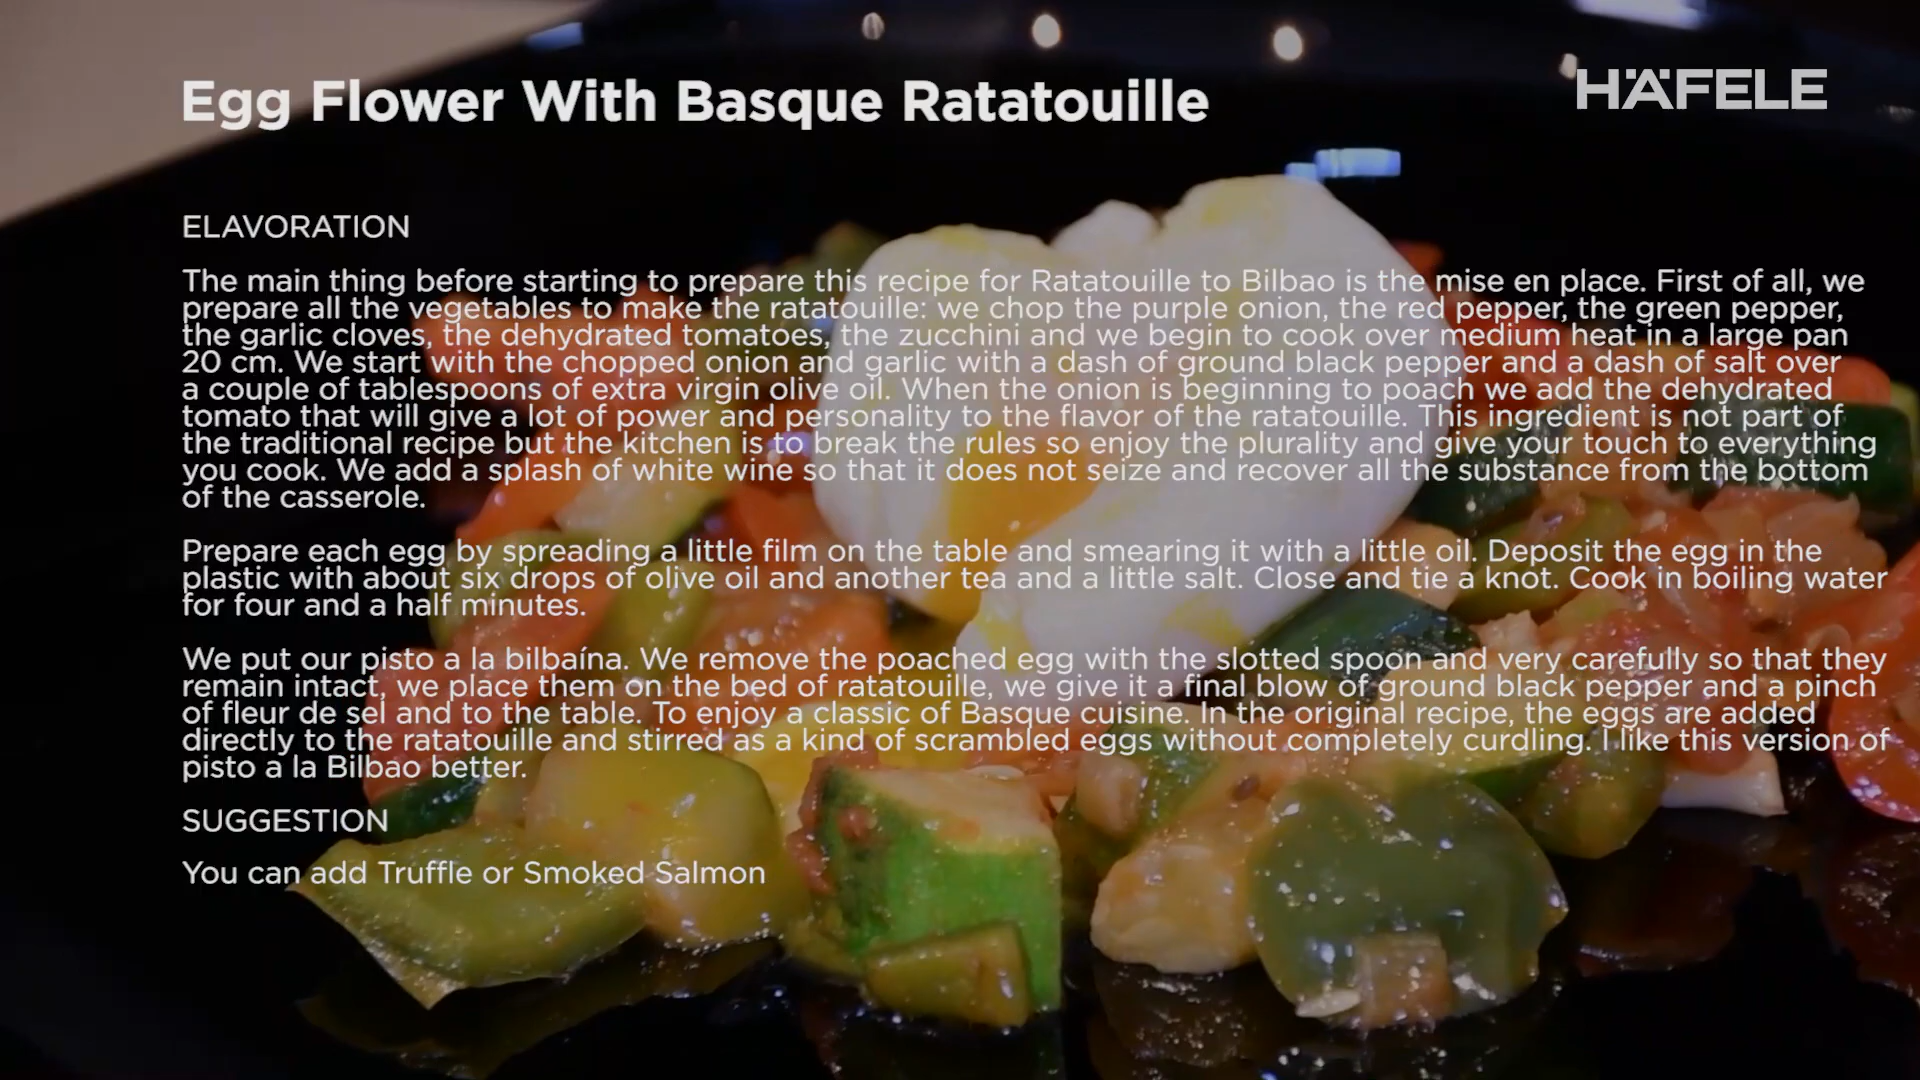 Egg Flower With Basque Ratatouille
HÄFELE
ELAVORATION
The main thing before starting to prepare this recipe for Ratatouille to Bilbao is the mise en place. First of all, we
prepare all the vegetables to make the ratatouille: we chop the purple onion, the red pepper, the green pepper,
the garlic cloves, the dehydrated tomatoes, the zucchini and we begin to cook over medium heat in a large pan
20 cm. We start with the chopped onion and garlic with a dash of ground black pepper and a dash of salt over
a couple of tablespoons of extra virgin olive oil. When the onion is beginning to poach we add the dehydrated
tomato that will give a lot of power and personality to the flavor of the ratatouille. This ingredient is not part of
the traditional recipe but the kitchen is to break the rules so enjoy the plurality and give your touch to everything
you cook. We add a splash of white wine so that it does not seize and recover all the substance from the bottom
of the casserole.
Prepare each egg by spreading a little film on the table and smearing it with a little oil. Deposit the egg in the
plastic with about six drops of olive oil and another tea and a little salt. Close and tie a knot. Cook in boiling water
for four and a half minutes.
We put our pisto a la bilbaína. We remove the poached egg with the slotted spoon and very carefully so that they
remain intact, we place them on the bed of ratatouille, we give it a final blow of ground black pepper and a pinch
of fleur de sel and to the table. To enjoy a classic of Basque cuisine. In the original recipe, the eggs are added
directly to the ratatouille and stirred as a kind of scrambled eggs without completely curdling. I like this version of
pisto a la Bilbao better.
SUGGESTION
You can add Truffle or Smoked Salmon